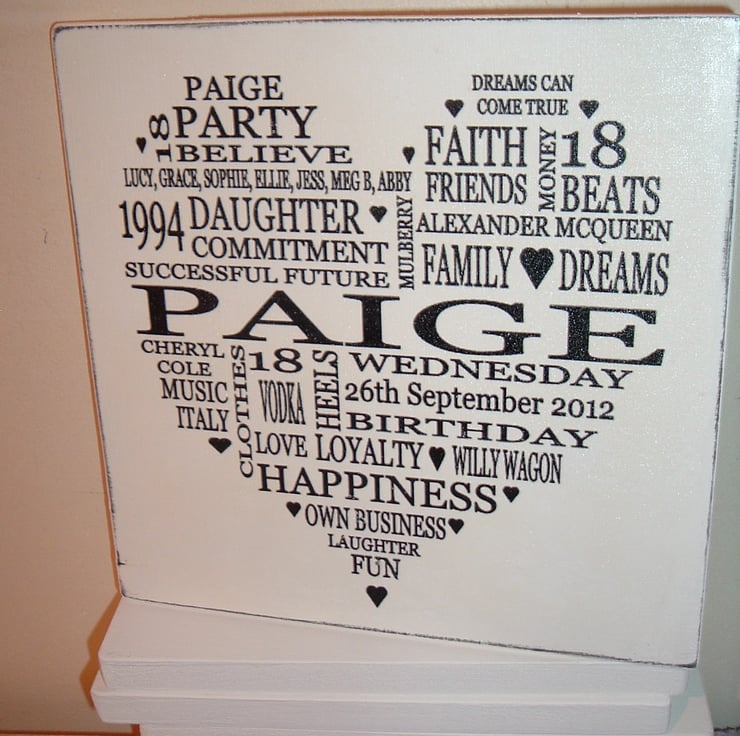 PAIGE
18 PARTY
BELIEVE
LUCY, GRACE, SOPHIE, ELLIE, JESS, MEG B, ABBY
1994 DAUGHTER
COMMITMENT
SUCCESSFUL FUTURE
DREAMS CAN
COME TRUE
FAITH
MONEY
18
FRIENDS
BEATS
MULBERRY
ALEXANDER MCQUEEN
FAMILY DREAMS
PAIGE
CHERYL
COLE
MUSIC
ITALY
CLOTHES
18
VODKA
HEELS
WEDNESDAY
26th September 2012
BIRTHDAY
LOVE LOYALTY WILLY WAGON
HAPPINESS
OWN BUSINESS
LAUGHTER
FUN